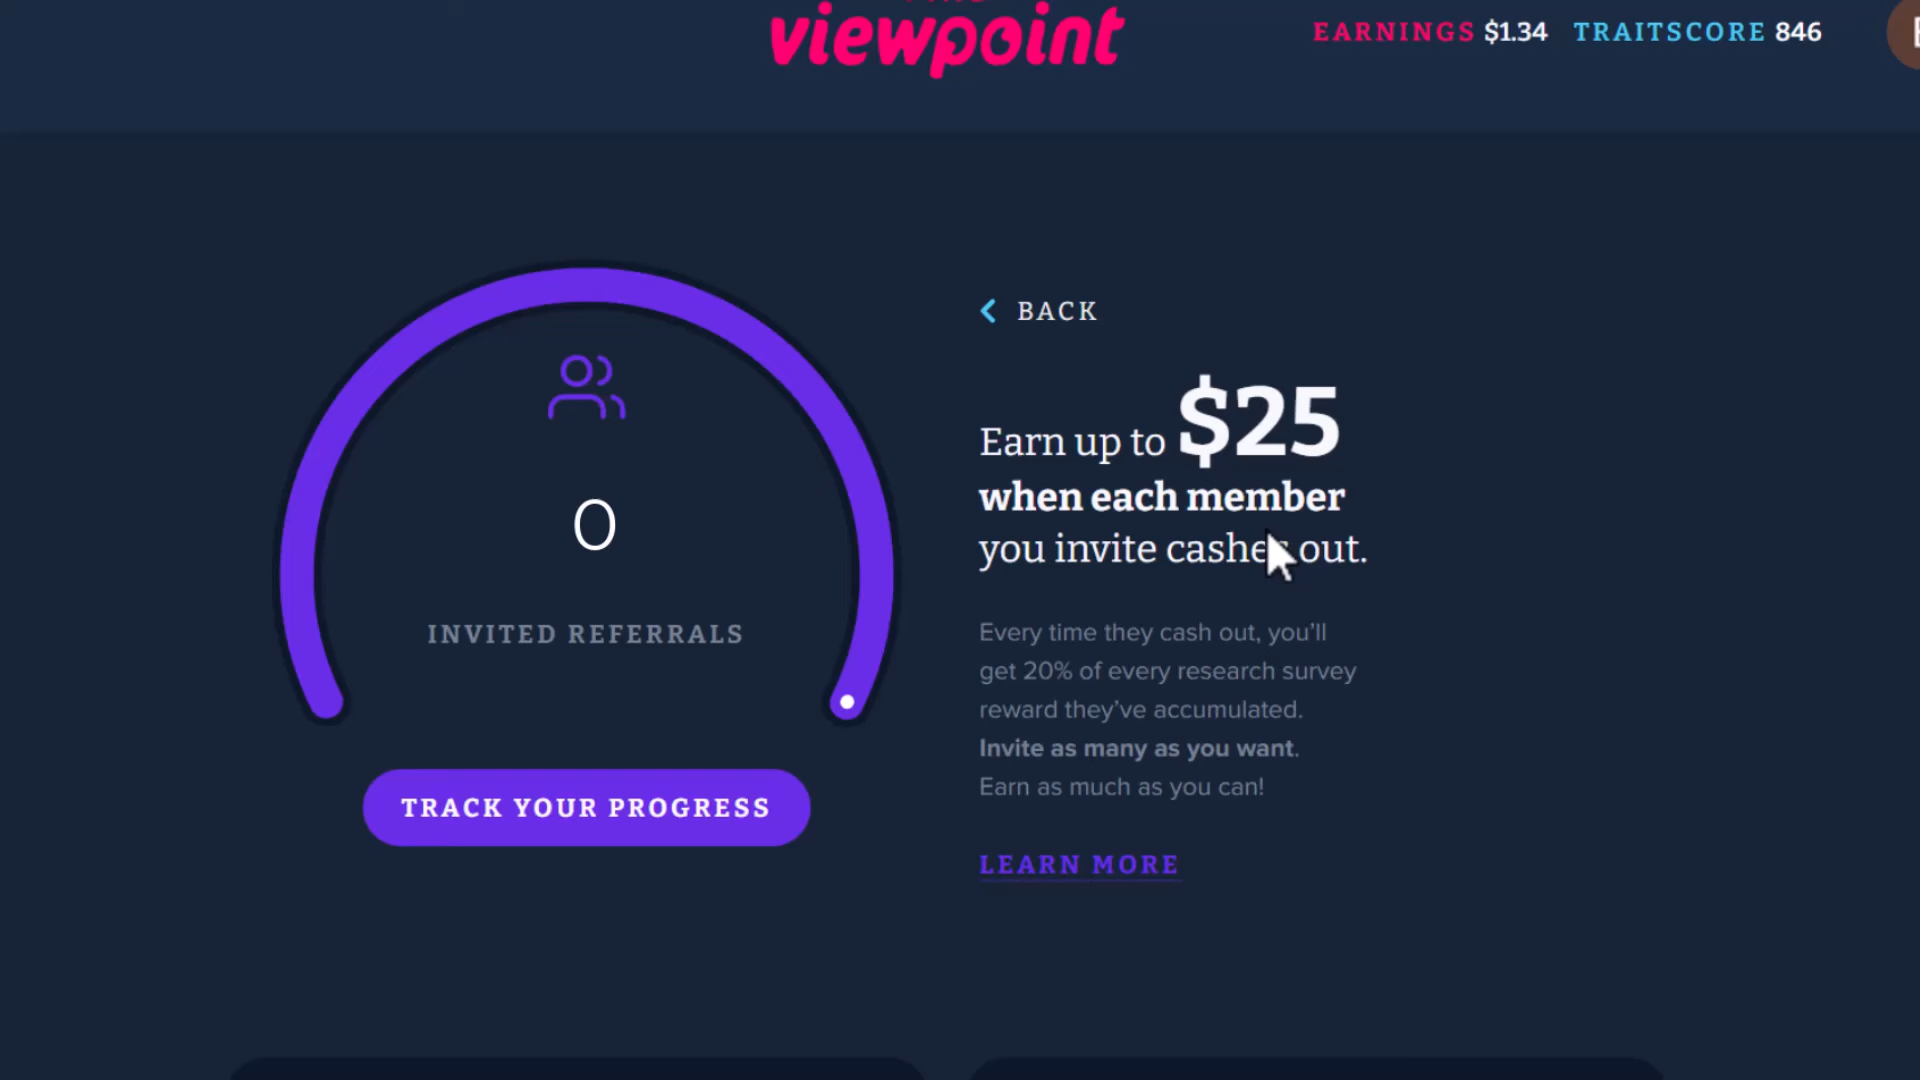 viewpoint
EARNINGS $1.34 TRAITSCORE 846
BACK
Earn up to $25
when each member
you invite cashes out.
0
INVITED REFERRALS
Every time they cash out, you'll
get 20% of every research survey
reward they've accumulated.
Invite as many as you want.
Earn as much as you can!
TRACK YOUR PROGRESS
LEARN MORE